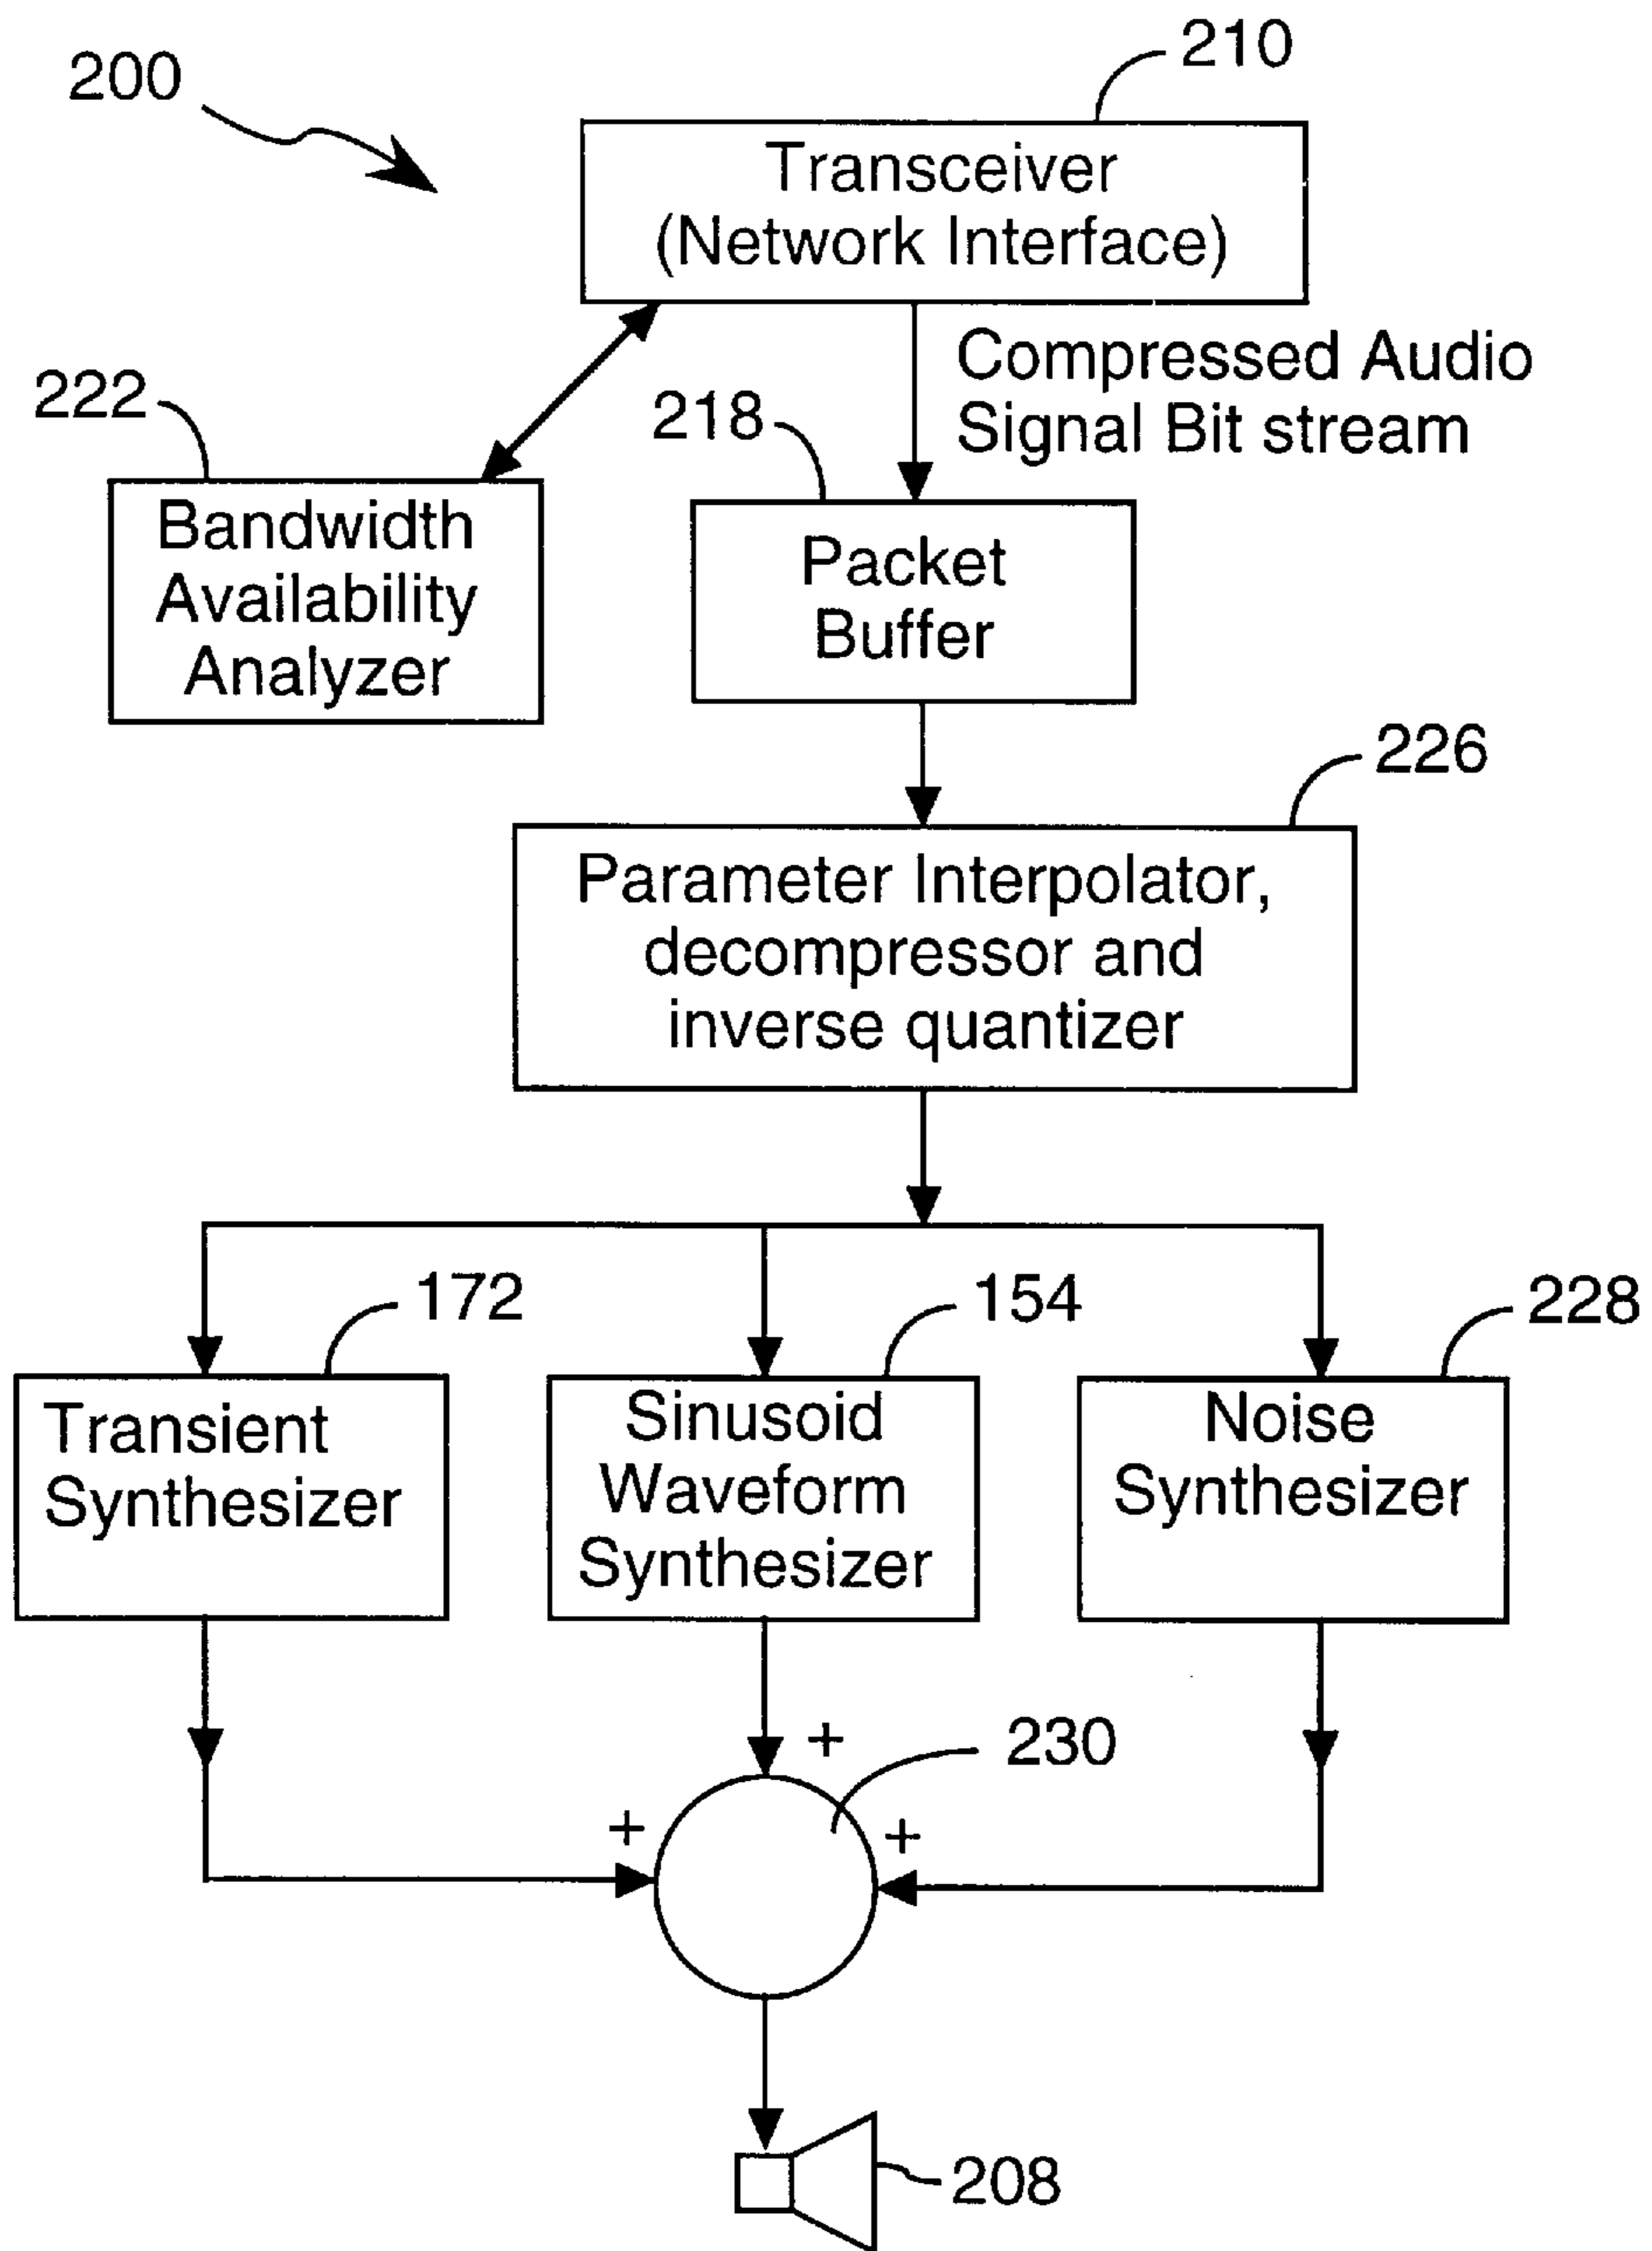 210
200
Transceiver
(Network Interface)
Compressed Audio
Signal Bit stream
222
218
Bandwidth
Availability
Analyzer
Packet
Buffer
226
Parameter Interpolator,
decompressor and
inverse quantizer
172
154
228
Transient
Synthesizer
Sinusoid
Waveform
Synthesizer
Noise
Synthesizer
+
230
+
+
208